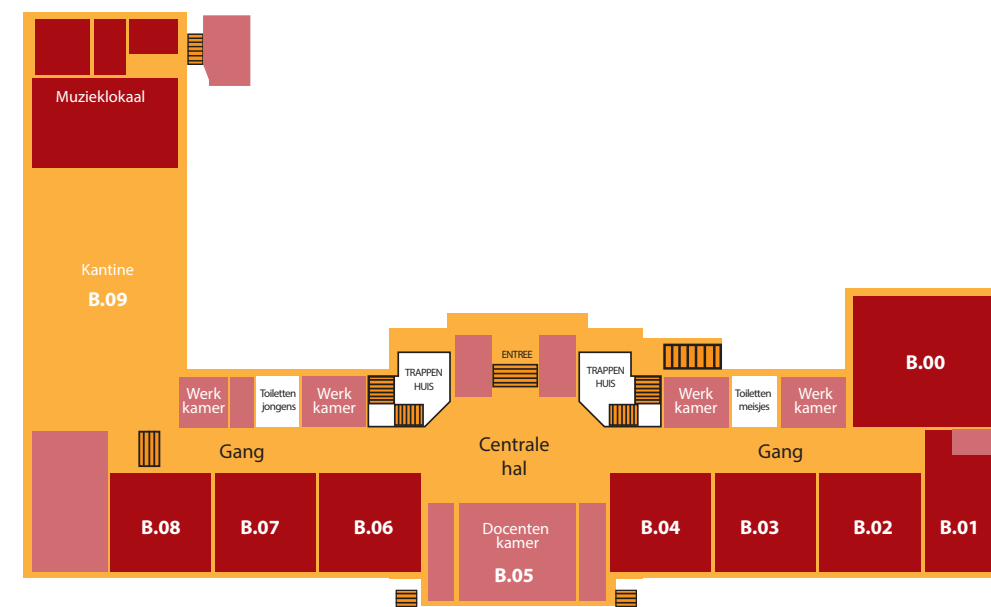 Muzieklokaal
Kantine
B.09
ENTREE
TRAPPEN
HUIS
TRAPPEN
HUIS
B.00
Werk
kamer
Toiletten
jongens
Werk
kamer
Werk
kamer
Toiletten
meisjes
Werk
kamer
Gang
Centrale
hal
Gang
B.08
B.07
B.06
Docenten
kamer
B.05
B.04
B.03
B.02
B.01